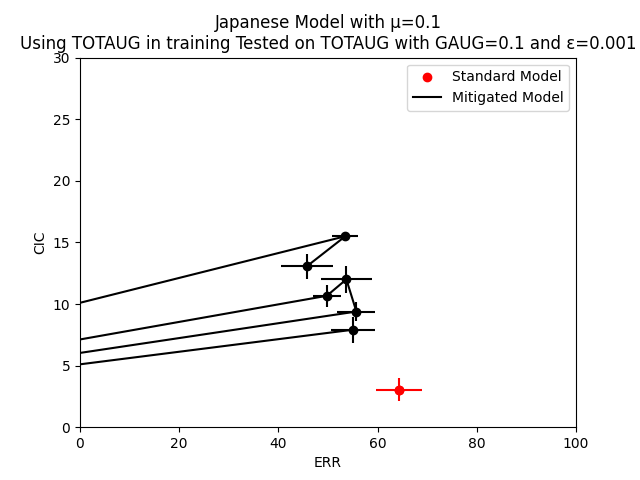 Japanese Model with μ=0.1
Using TOTAUG in training Tested on TOTAUG with GAUG=0.1 and ε=0.001
30
25
20
15
10
5
0
CIC
Standard Model
Mitigated Model
0 20 40 60 80 100
ERR